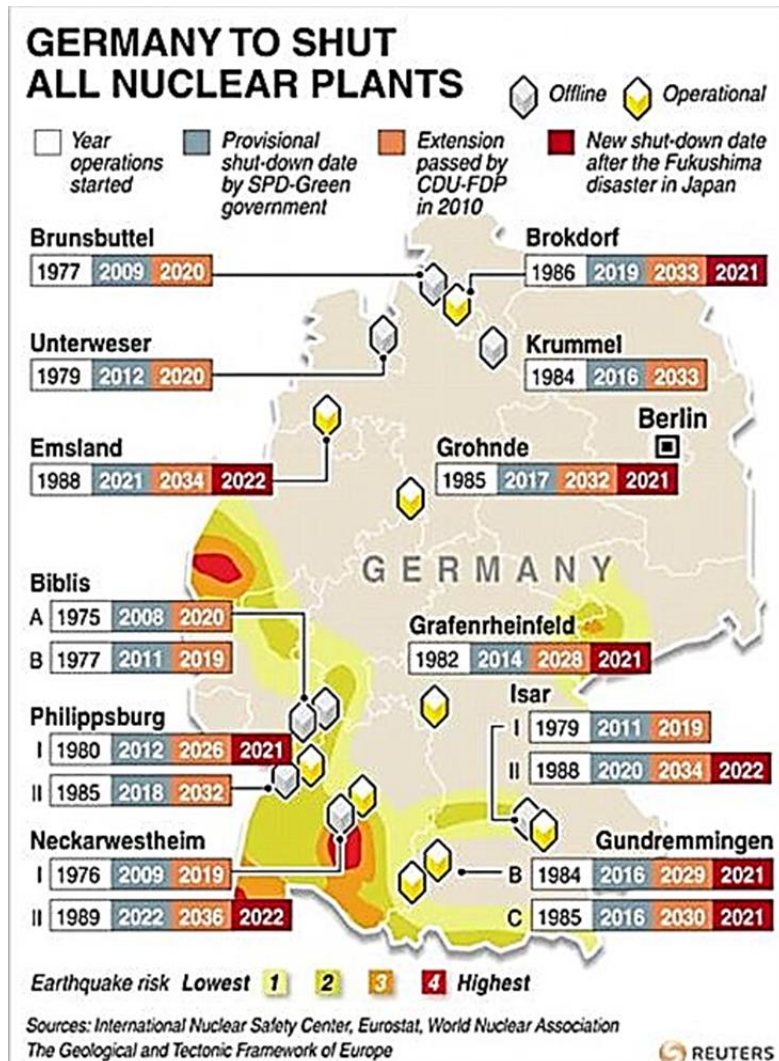 GERMANY TO SHUT
ALL NUCLEAR PLANTS
Offline
Operational
Year
operations
started
Provisional
shut-down date
by SPD-Green
government
Extension
passed by
CDU-FDP
in 2010
New shut-down date
after the Fukushima
disaster in Japan
Brunsbuttel
1977 2009 2020
Brokdorf
1986 2019 2033 2021
Unterweser
1979 2012 2020
Krummel
1984 2016 2033
Emsland
1988 2021 2034 2022
Berlin
Grohnde
1985 2017 2032 2021
GERMANY
Biblis
A 1975 2008 2020
B 1977 2011 2019
Grafenrheinfeld
1982 2014 2028 2021
Philippsburg
I 1980 2012 2026 2021
II 1985 2018 2032
Isar
I 1979 2011 2019
II 1988 2020 2034 2022
Neckarwestheim
I 1976 2009 2019
II 1989 2022 2036 2022
Gundremmingen
B 1984 2016 2029 2021
C 1985 2016 2030 2021
Earthquake risk Lowest 1 2 3 4 Highest
Sources: International Nuclear Safety Center, Eurostat, World Nuclear Association
The Geological and Tectonic Framework of Europe
REUTERS